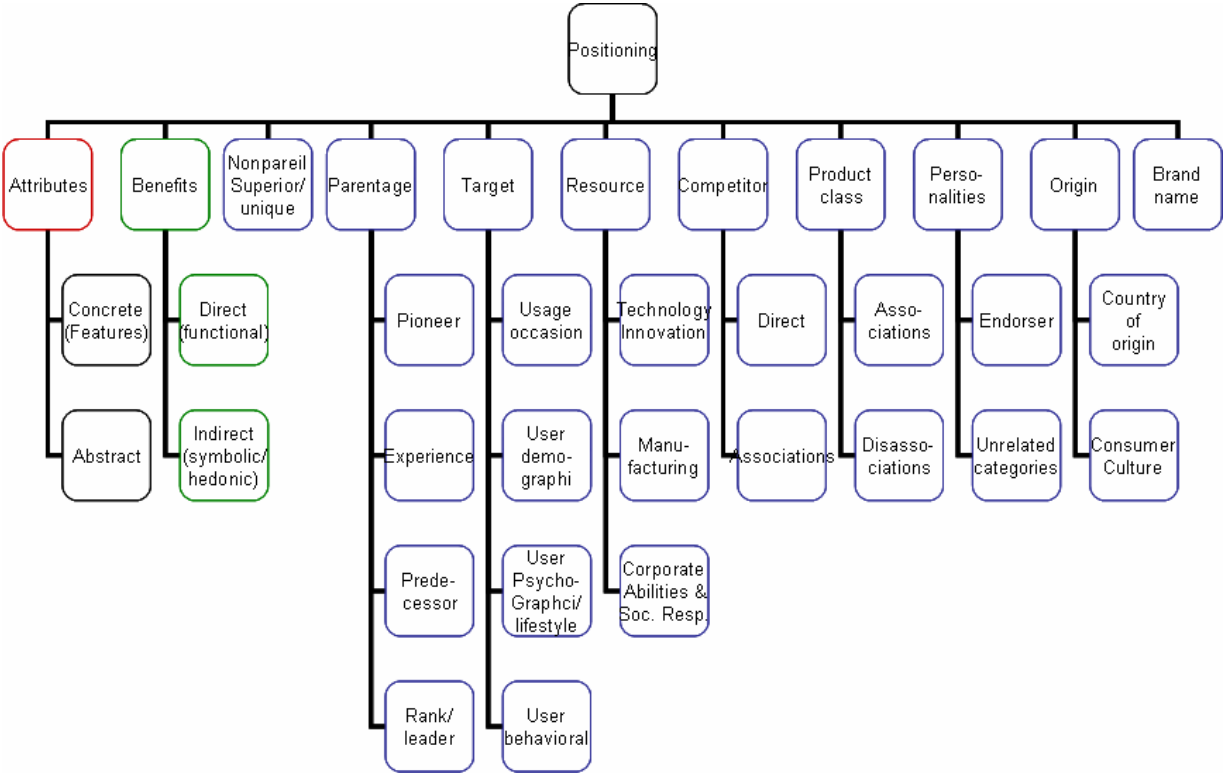 Positioning
Attributes
Benefits
Nonpareil
Superior/
unique
Parentage
Target
Resource
Competitor
Product
class
Perso-
nalities
Origin
Brand
name
Concrete
(Features)
Direct
(functional)
Pioneer
Usage
occasion
Technology
Innovation
Direct
Asso-
ciations
Endorser
Country
of
origin
Abstract
Indirect
(symbolic/
hedonic)
Experience
User
demo-
graphi
Manu-
facturing
Associations
Disasso-
ciations
Unrelated
categories
Consumer
Culture
Prede-
cessor
User
Psycho-
Graphci/
lifestyle
Corporate
Abilities &
Soc. Resp.
Rank/
leader
User
behavioral